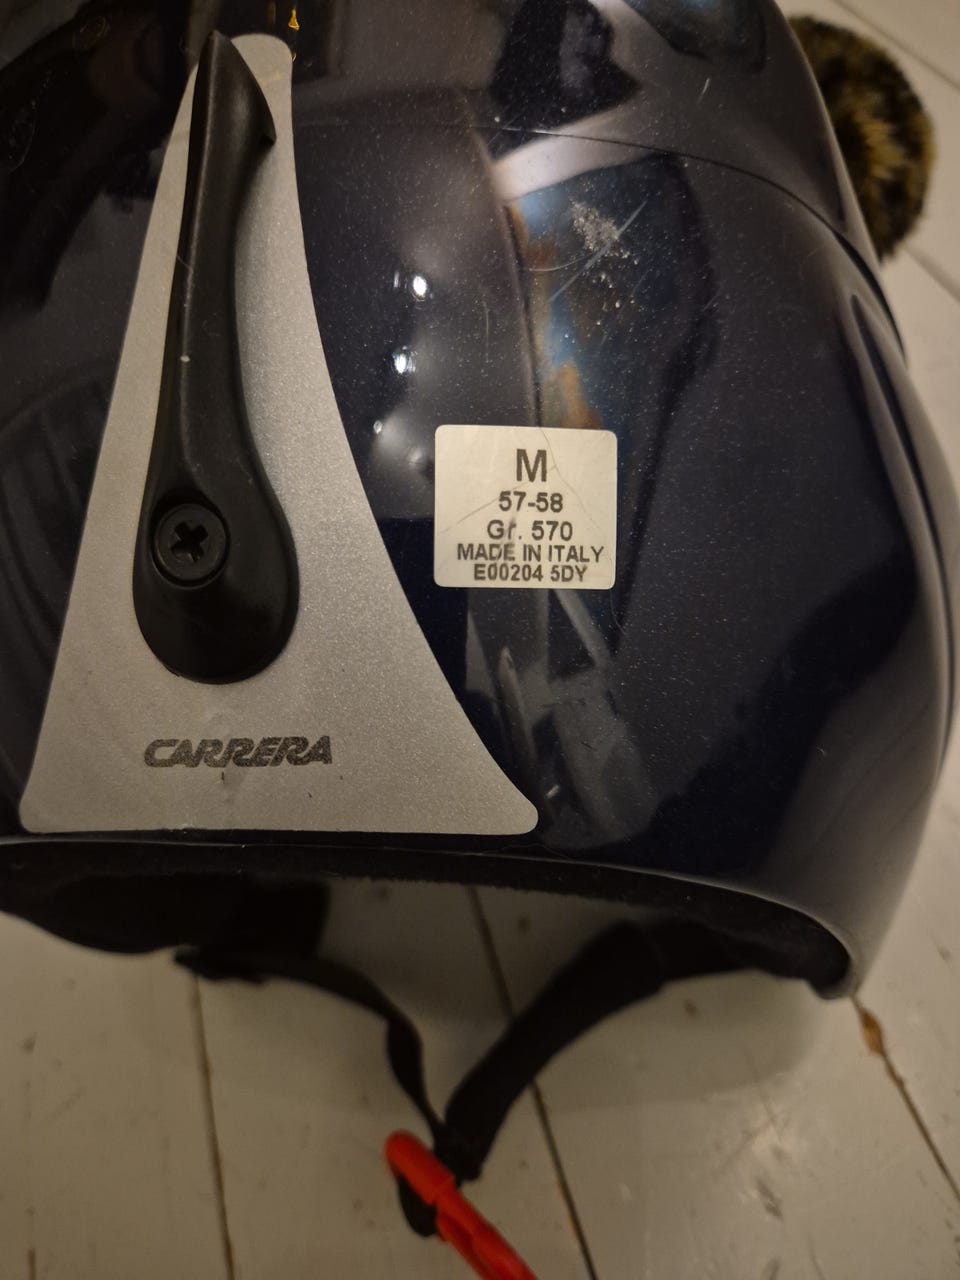 M
57-58
Gr. 570
MADE IN ITALY
E00204 5DY
CARRERA